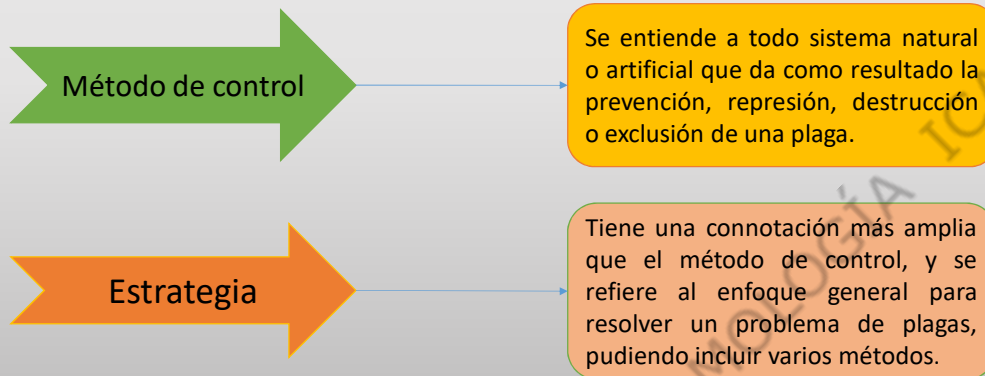 Método de control
Se entiende a todo sistema natural
o artificial que da como resultado la
prevención, represión, destrucción
o exclusión de una plaga.
Estrategia
Tiene una connotación más amplia
que el método de control, y se
refiere al enfoque general para
resolver un problema de plagas,
pudiendo incluir varios métodos.